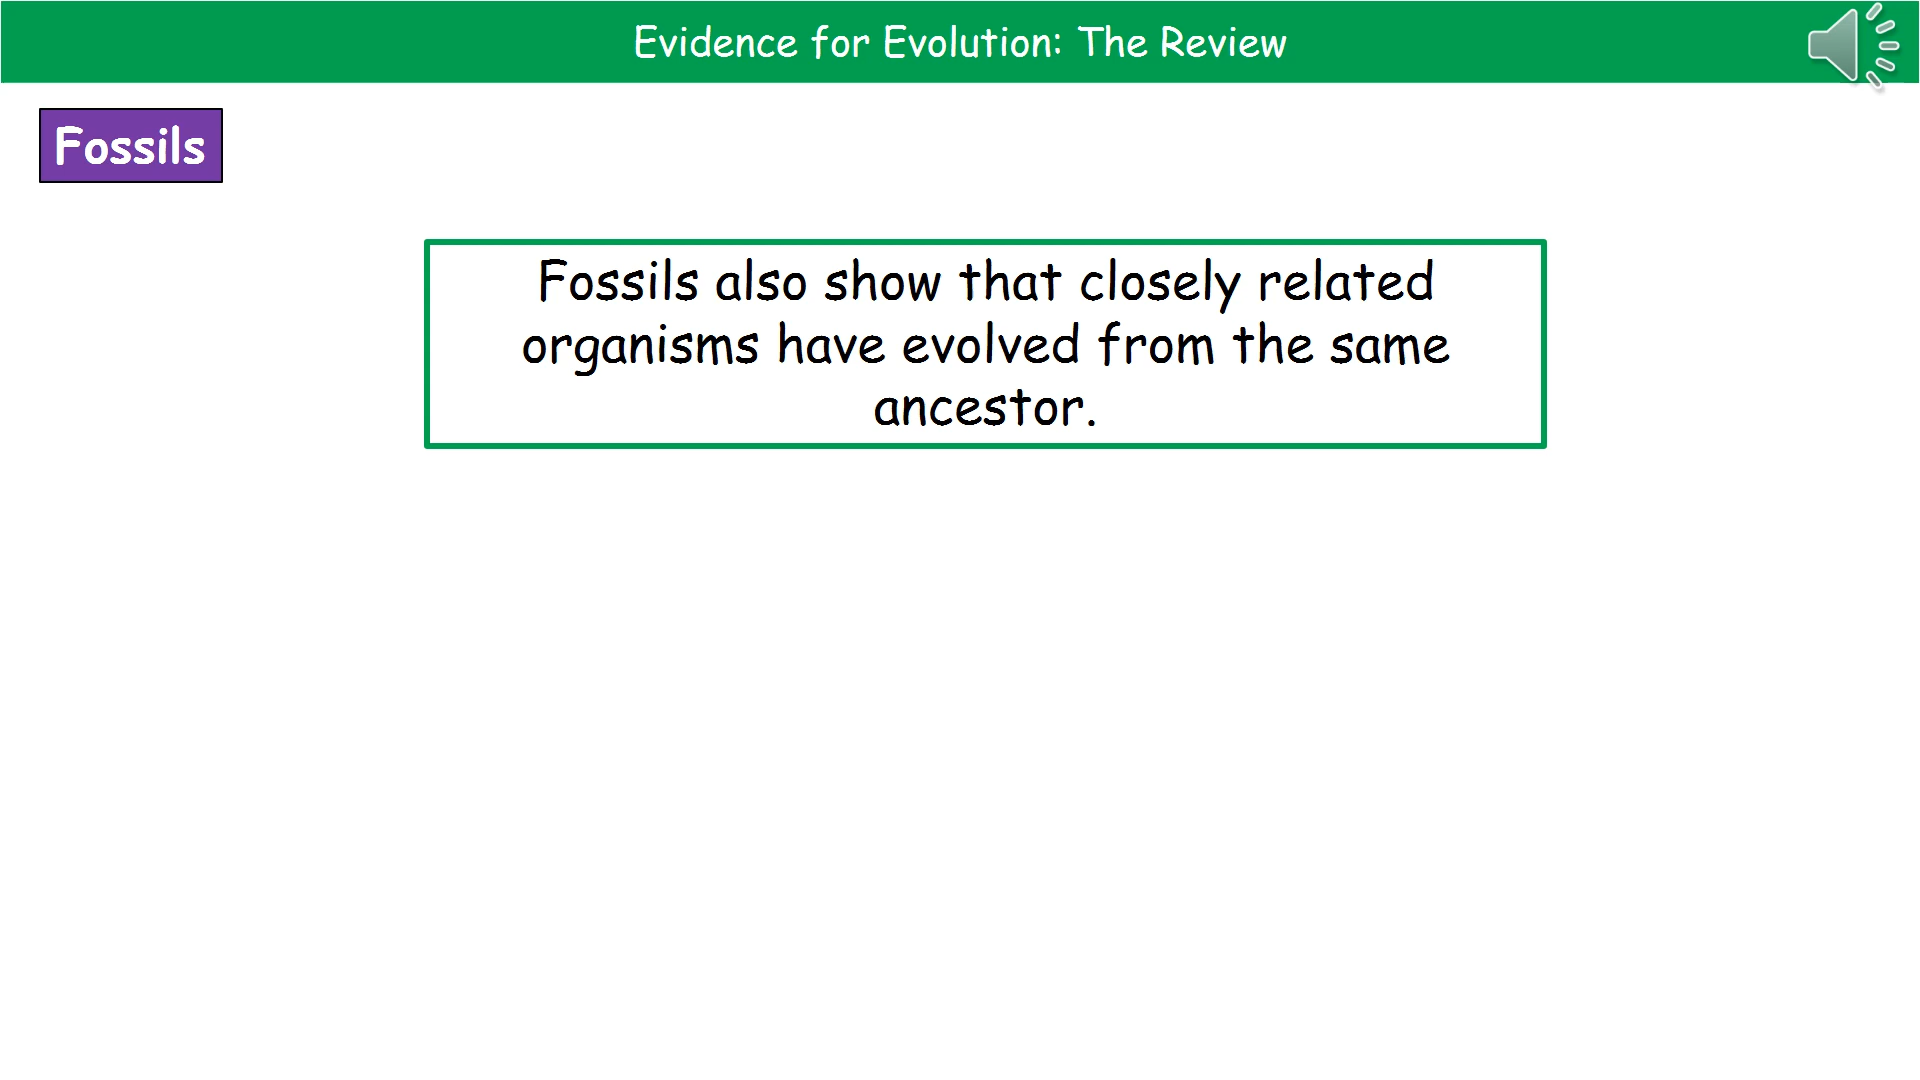 Evidence for Evolution: The Review
Fossils
Fossils also show that closely related
organisms have evolved from the same
ancestor.